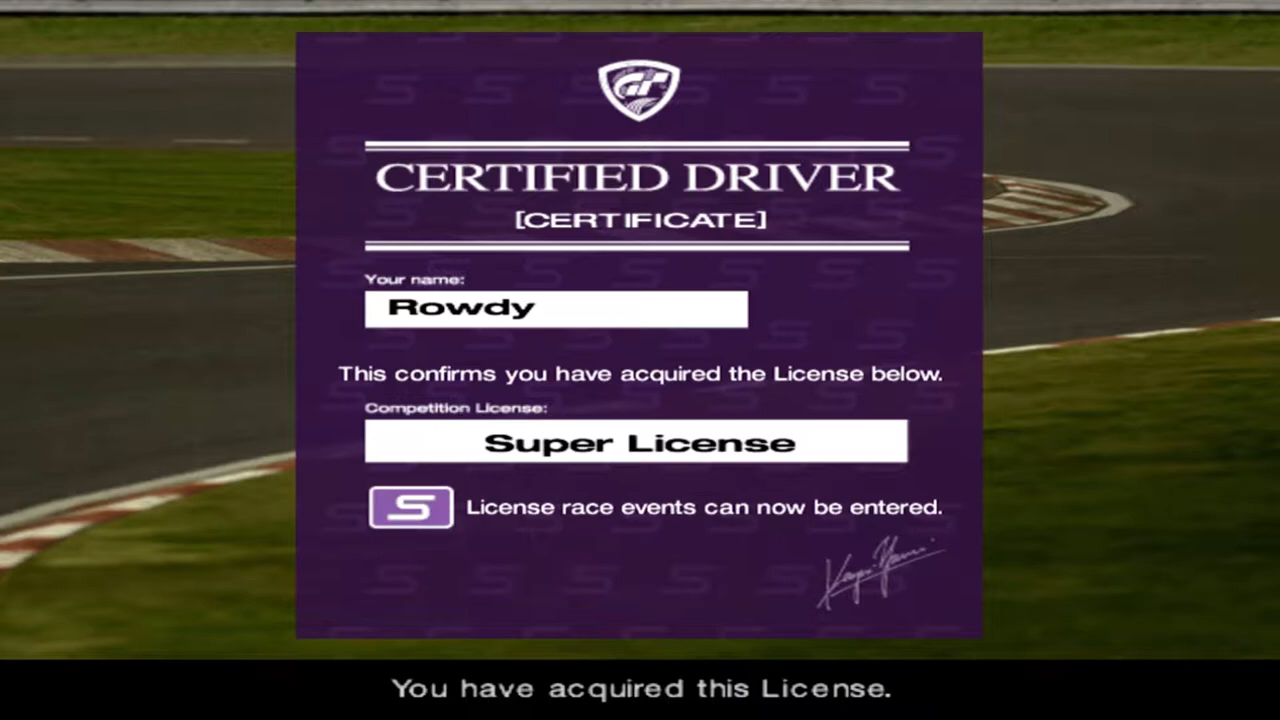 GT
CERTIFIED DRIVER
[CERTIFICATE]
Your name:
Rowdy
This confirms you have acquired the License below.
Competition License:
Super License
S License race events can now be entered.
You have acquired this License.